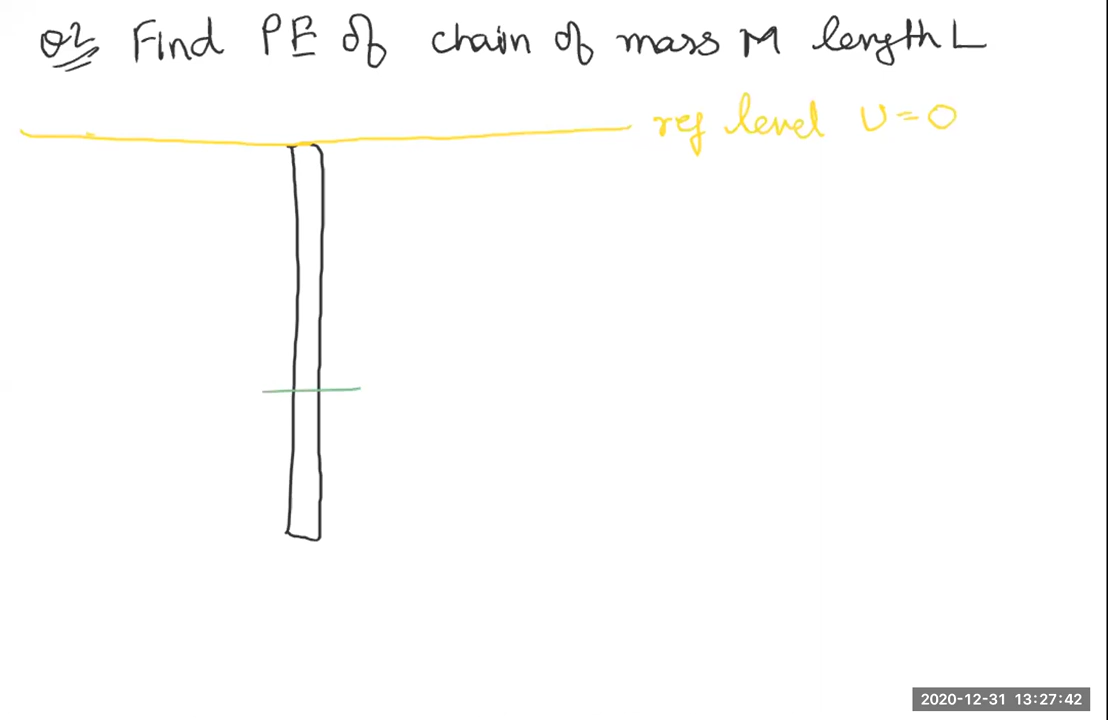 Q2 Find PE of chain of mass M length L
ref level U=0
2020-12-31 13:27:42